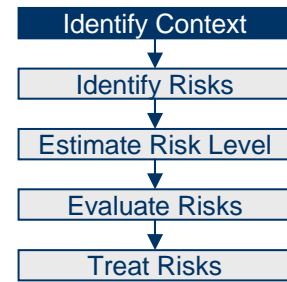 Identify Context
Identify Risks
Estimate Risk Level
Evaluate Risks
Treat Risks